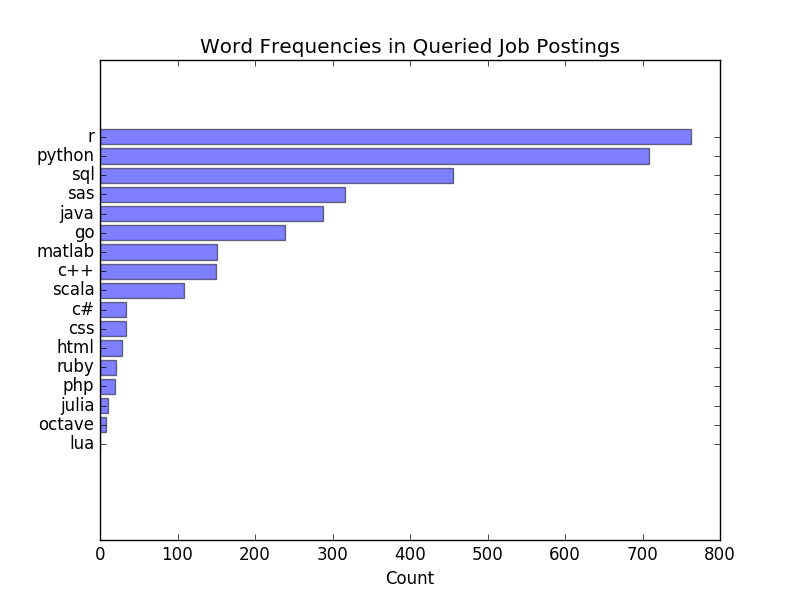 Word Frequencies in Queried Job Postings
r
python
sql
sas
java
go
matlab
c++
scala
c#
css
html
ruby
php
julia
octave
lua
0 100 200 300 400 500 600 700 800
Count